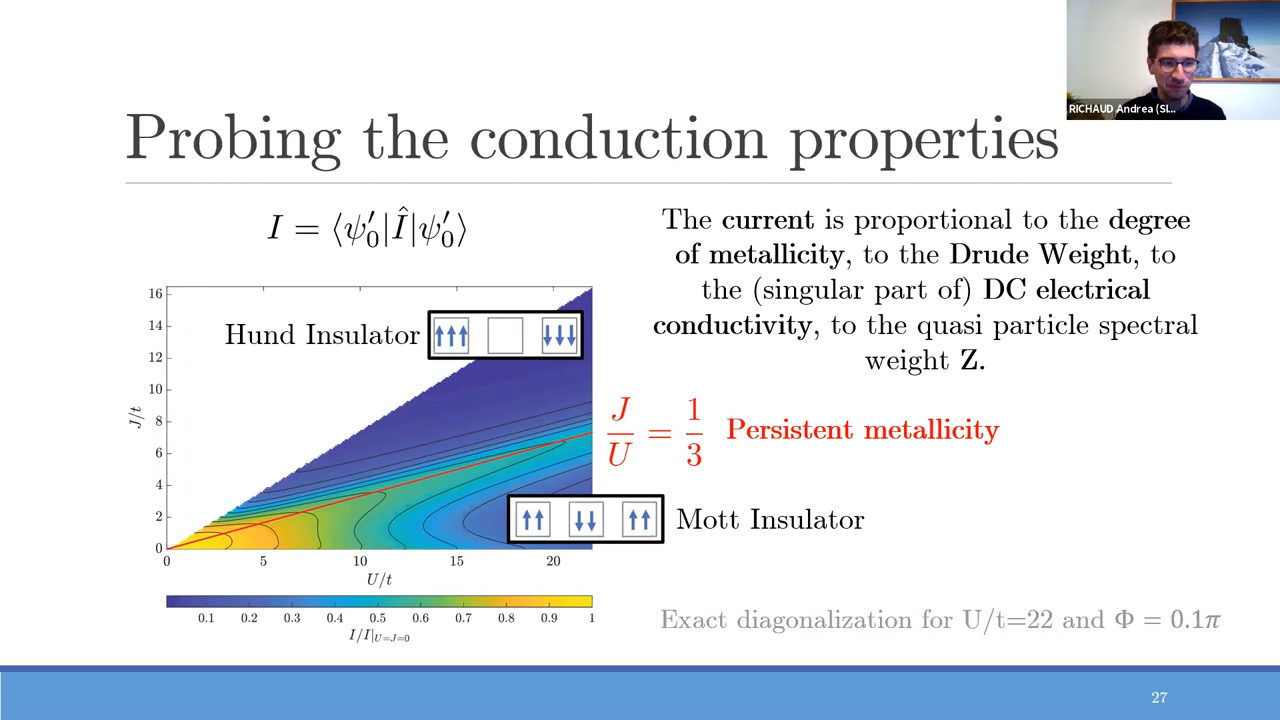 RICHAUD Andrea (SI...
Probing the conduction properties
I = ⟨ψ′₀|Î|ψ′₀⟩
The current is proportional to the degree
of metallicity, to the Drude Weight, to
the (singular part of) DC electrical
conductivity, to the quasi particle spectral
weight Z.
16
14
12
10
8
6
4
2
0
J/t
Hund Insulator
↑↑↑ ↓↓↓
J/U = 1/3 Persistent metallicity
↑↑ ↓↓ ↑↑
Mott Insulator
0 5 10 15 20
U/t
0.1 0.2 0.3 0.4 0.5 0.6 0.7 0.8 0.9 1
I/I|U=J=0
Exact diagonalization for U/t=22 and Φ = 0.1π
27